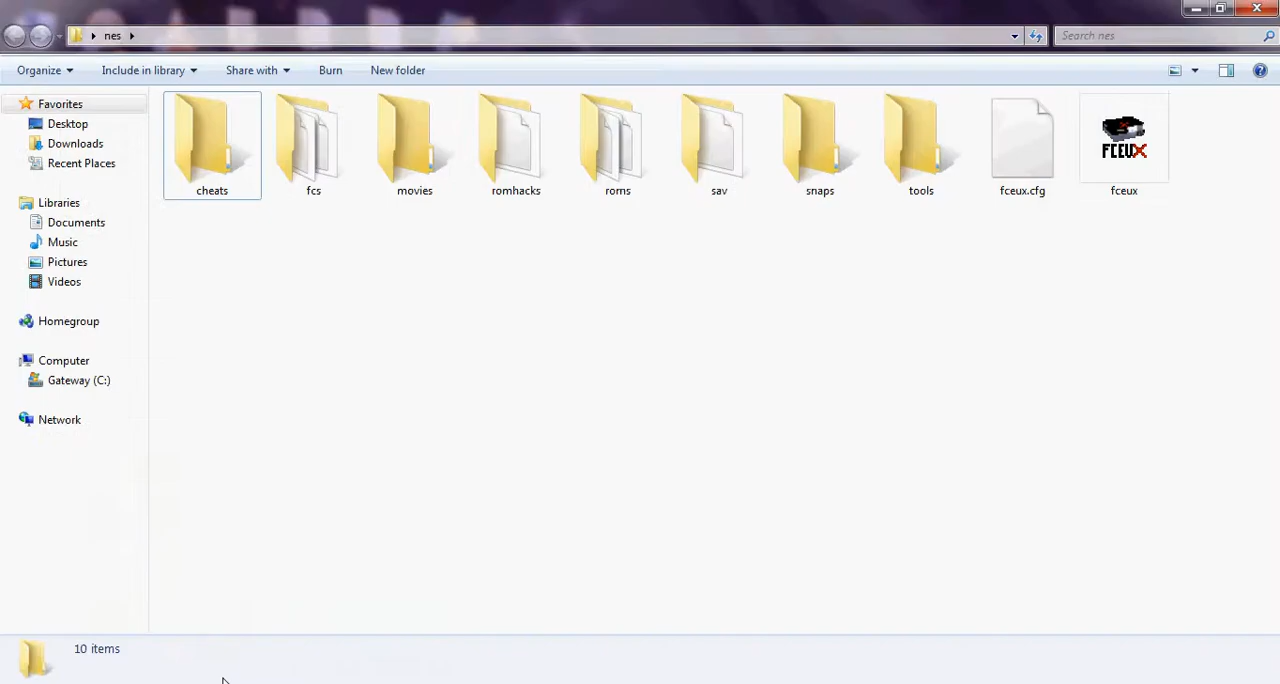 nes
Search nes
Organize
Include in library
Share with
Burn
New folder
Favorites
Desktop
Downloads
Recent Places
Libraries
Documents
Music
Pictures
Videos
Homegroup
Computer
Gateway (C:)
Network
FCEUX
cheats
fcs
movies
romhacks
roms
sav
snaps
tools
fceux.cfg
fceux
10 items